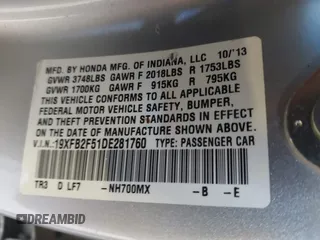 MFD. BY HONDA MFG. OF INDIANA, LLC 10/'13
GVWR 3748LBS GAWR F 2018LBS R 1753LBS
GVWR 1700KG GAWR F 915KG R 795KG
THIS VEHICLE CONFORMS TO ALL APPLICABLE
FEDERAL MOTOR VEHICLE SAFETY, BUMPER,
AND THEFT PREVENTION STANDARDS IN EFFECT
ON THE DATE OF MANUFACTURE SHOWN ABOVE.
V.I.N.:19XFB2F51DE281760 TYPE: PASSENGER CAR
TR3 D LF7 -NH700MX -B -E
DREAMBID